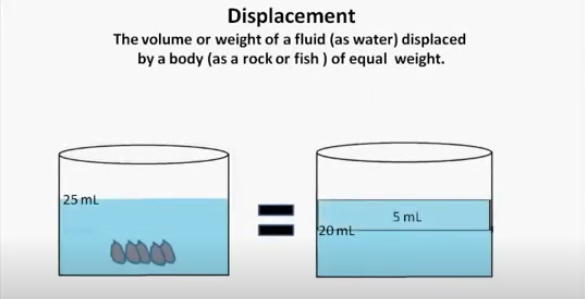 Displacement
The volume or weight of a fluid (as water) displaced
by a body (as a rock or fish ) of equal weight.
25 mL
5 mL
20 mL